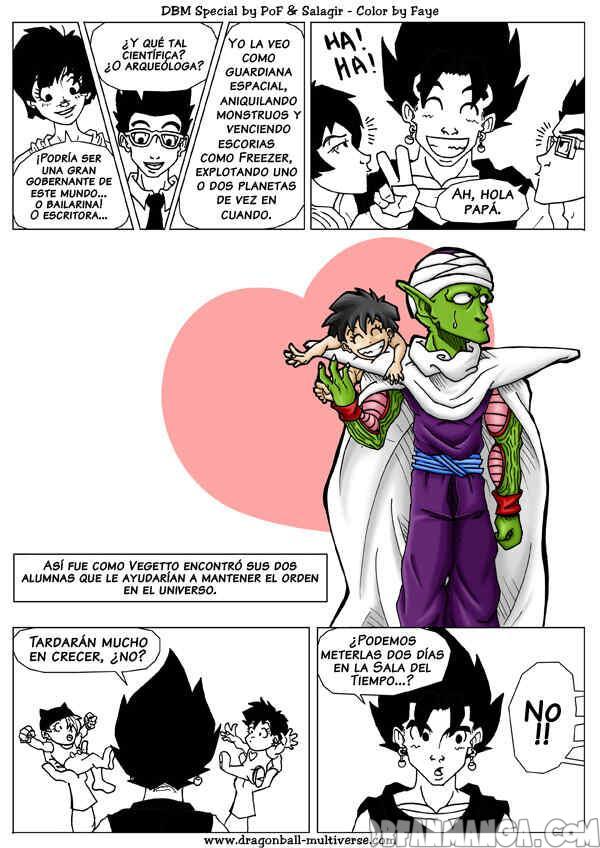 DBM Special by PoF & Salagir - Color by Faye
¡Podría ser
una gran
gobernante de
este mundo...
o bailarina!
O escritora...
¿Y qué tal
científica?
¿O arqueóloga?
Yo la veo
como
guardiana
espacial,
aniquilando
monstruos y
venciendo
escorias
como Freezer,
explotando uno
o dos planetas
de vez en
cuando.
HA!
HA!
Ah, hola
papá.
Así fue como Vegetto encontró sus dos
alumnas que le ayudarían a mantener el orden
en el universo.
Tardarán mucho
en crecer, ¿no?
¿Podemos
meterlas dos días
en la Sala del
Tiempo...?
No
!!
www.dragonball-multiverse.com
DBFANMANGA.COM